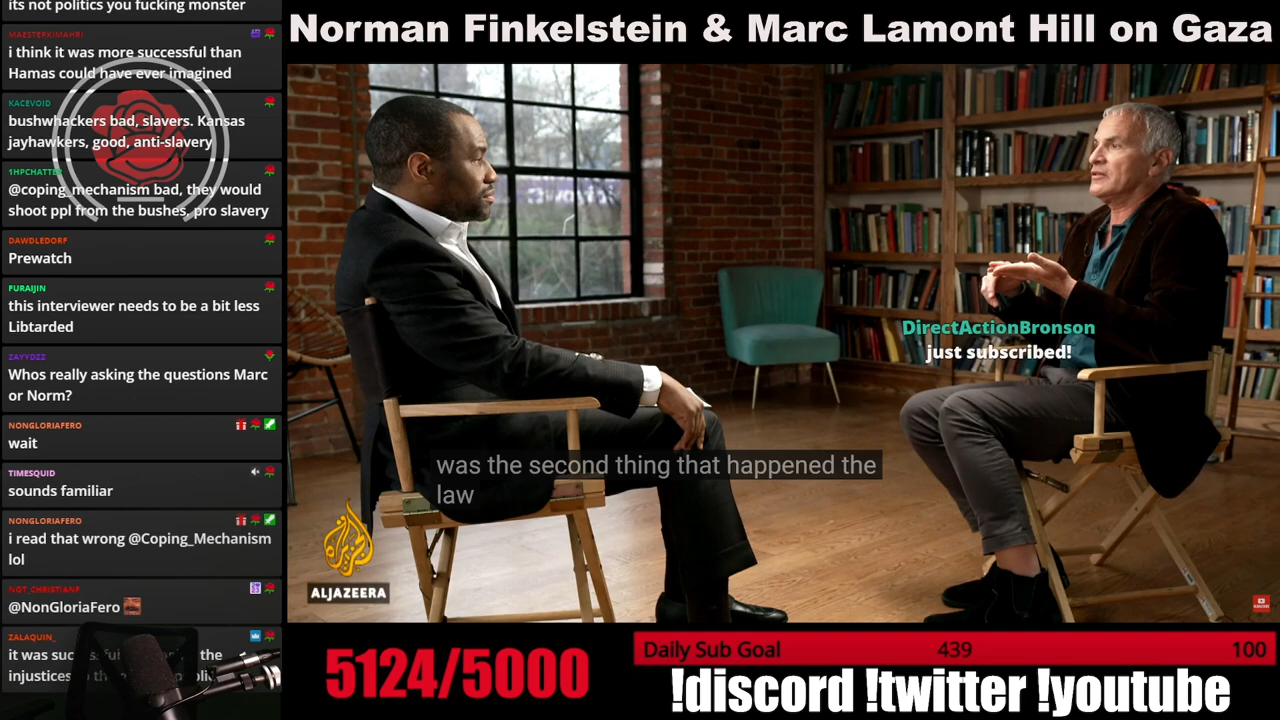 its not politics you fucking monster
MAESTERXIMAHRI
i think it was more successful than
Hamas could have ever imagined
KACEVOID
bushwhackers bad, slavers. Kansas
jayhawkers, good, anti-slavery
1HPCHATTER
@coping_mechanism bad, they would
shoot ppl from the bushes, pro slavery
DAWDLEDORF
Prewatch
FURAIJIN
this interviewer needs to be a bit less
Libtarded
ZAYYDZZ
Whos really asking the questions Marc
or Norm?
NONGLORIAFERO
wait
TIMESQUID
sounds familiar
NONGLORIAFERO
i read that wrong @Coping_Mechanism
lol
NOT_CHRISTIANF
@NonGloriaFero
ZALAQUIN_
it was the
injustices
Norman Finkelstein & Marc Lamont Hill on Gaza
DirectActionBronson
just subscribed!
was the second thing that happened the
law
الجزيرة
ALJAZEERA
5124/5000
Daily Sub Goal 439 100
!discord !twitter !youtube